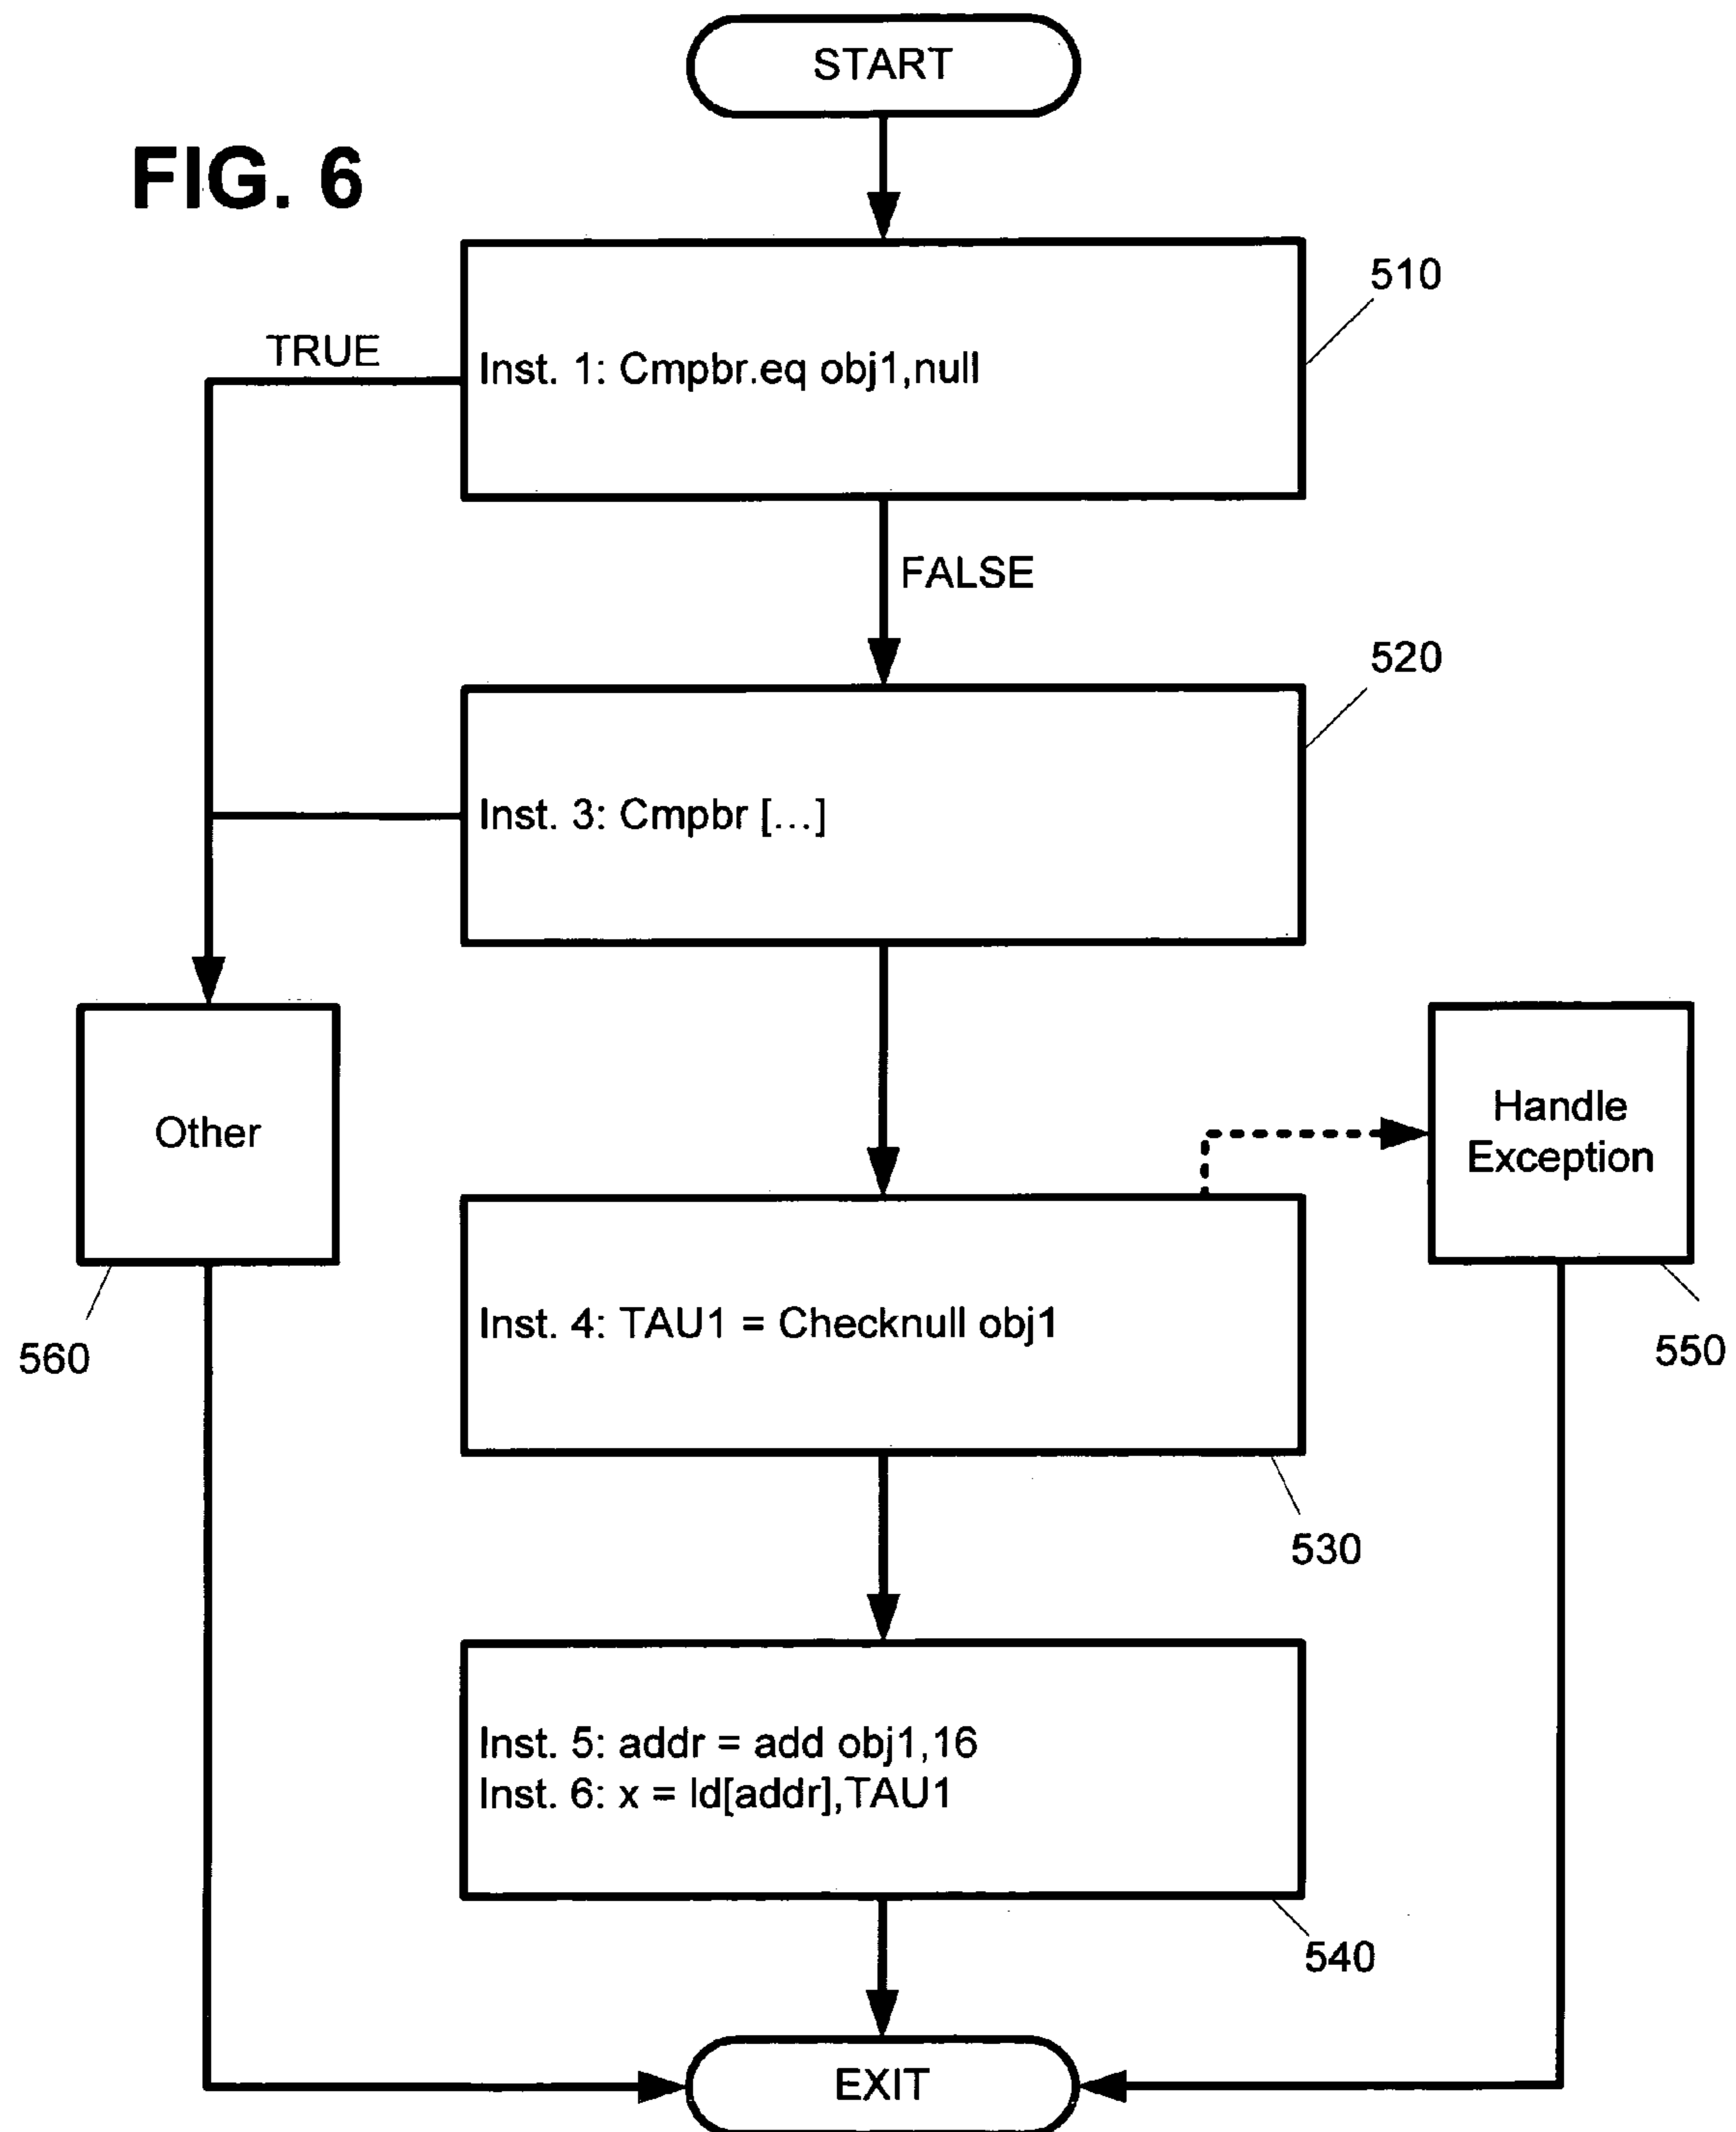 START
FIG. 6
510
TRUE
Inst. 1: Cmpbr.eq obj1,null
FALSE
520
Inst. 3: Cmpbr [...]
Other
Handle
Exception
Inst. 4: TAU1 = Checknull obj1
560
550
530
Inst. 5: addr = add obj1,16
Inst. 6: x = ld[addr],TAU1
540
EXIT